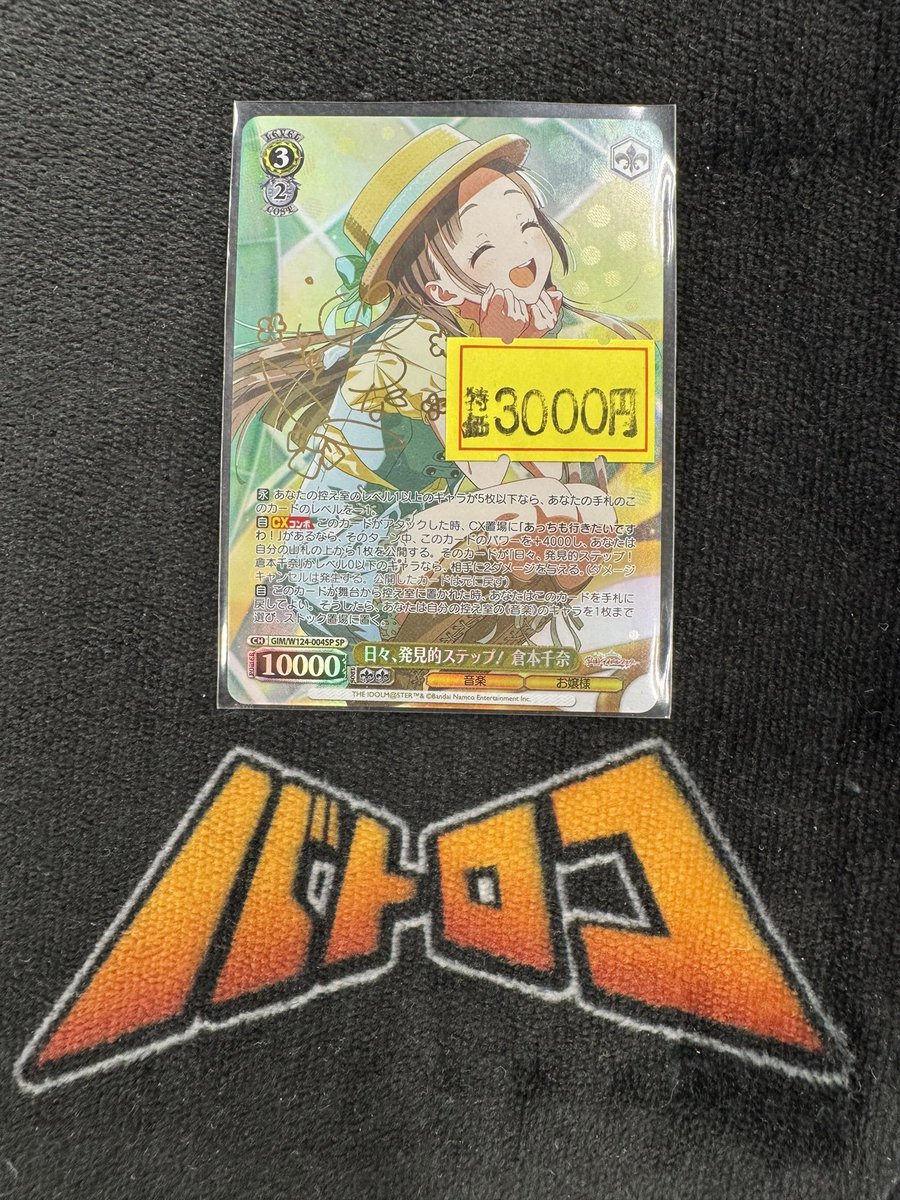 LEVEL
3
2
COST
特価 3000円
永 あなたの控え室のレベル1以上のキャラが5枚以下なら、あなたの手札のこ
のカードのレベルを-1。
自 CXコンボ このカードがアタックした時、CX置場に「あっちも行きたいです
わ！」があるなら、そのターン中、このカードのパワーを+4000し、あなたは
自分の山札の上から1枚を公開する。そのカードが「日々、発見的ステップ！
倉本千奈」かレベル0以下のキャラなら、相手に2ダメージを与える。（ダメージ
キャンセルは発生する。公開したカードは元に戻す）
自 このカードが舞台から控え室に置かれた時、あなたはこのカードを手札に
戻してよい。そうしたら、あなたは自分の控え室の《音楽》のキャラを1枚まで
選び、ストック置場に置く。
CH GIM/W124-004SP SP
10000
日々、発見的ステップ！ 倉本千奈
音楽 お嬢様
THE IDOLM@STER™& ©Bandai Namco Entertainment Inc.
バトロコ